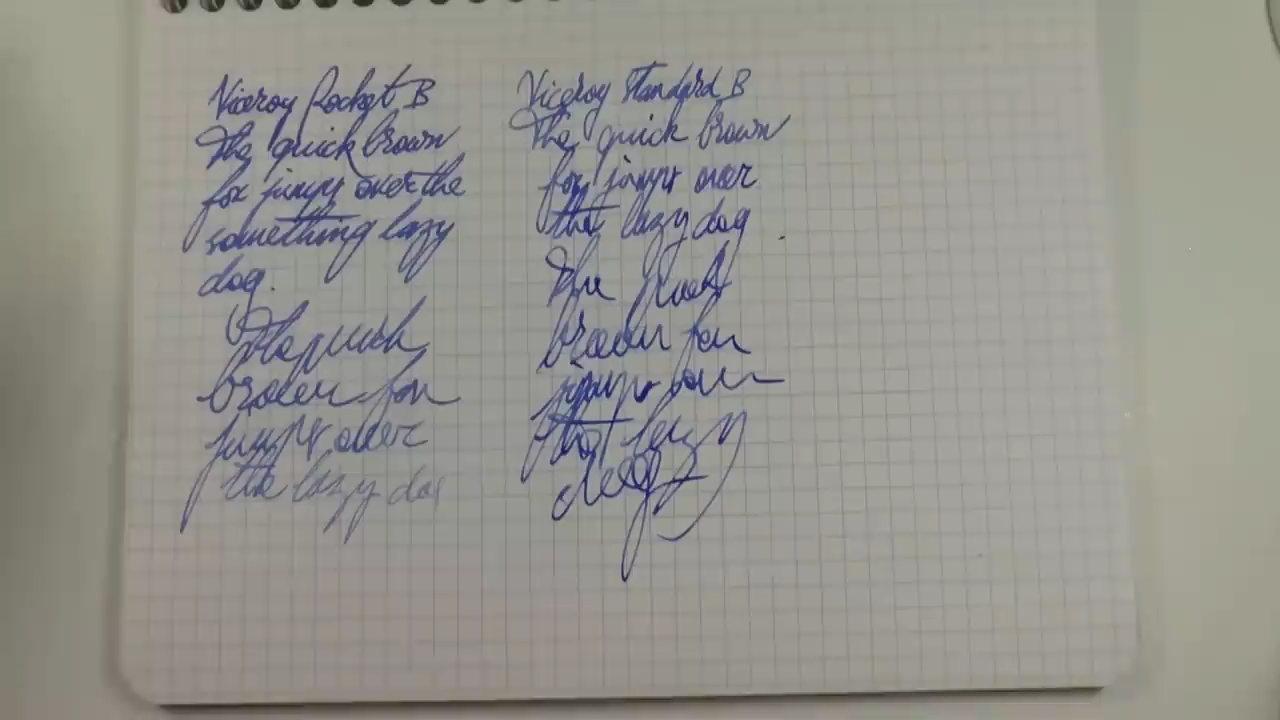 Viceroy Pocket B
The quick brown
fox jumps over the
something lazy
dog.
The quick
brown fox
jumps over
the lazy dog
Viceroy Standard B
The quick brown
fox jumps over
the lazy dog.
The quick
brown fox
jumps over
the lazy
dog